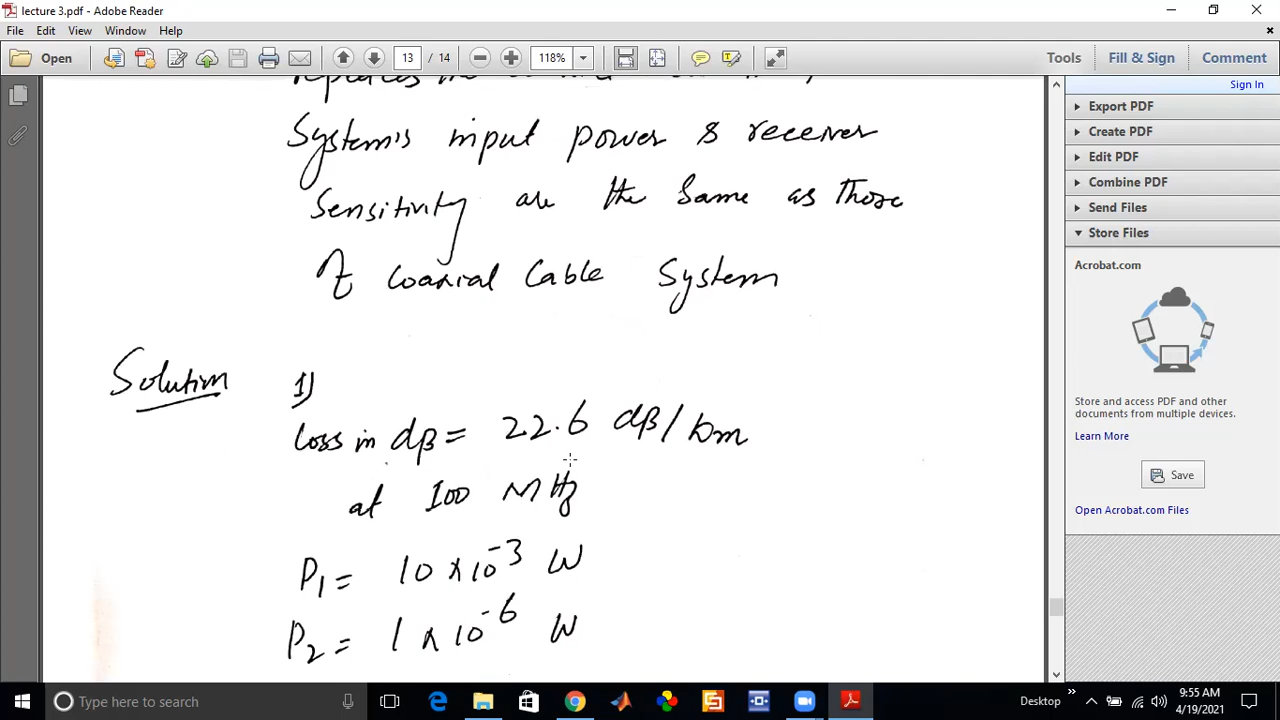 lecture 3.pdf - Adobe Reader
File Edit View Window Help
Open 13 / 14 118% Tools Fill & Sign Comment
Sign In
Export PDF
Create PDF
Edit PDF
Combine PDF
Send Files
Store Files
Acrobat.com
Store and access PDF and other
documents from multiple devices.
Learn More
Save
Open Acrobat.com Files
replaces the
System's input power & receiver
Sensitivity are the same as those
of Coaxial Cable System
Solution 1)
loss in dB = 22.6 dB/km
at 100 MHz
P1 = 10 x 10^-3 W
P2 = 1 x 10^-6 W
Type here to search
Desktop
9:55 AM
4/19/2021